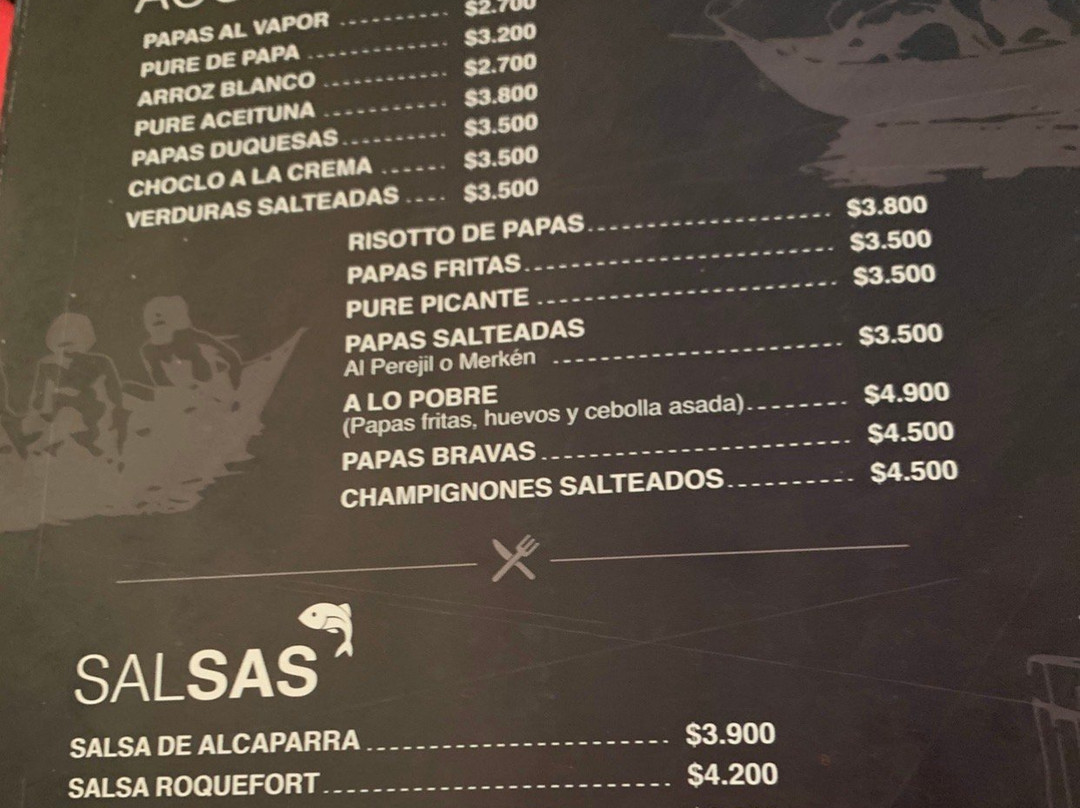 PAPAS AL VAPOR ........... $2.700
PURE DE PAPA .............. $3.200
ARROZ BLANCO ............ $2.700
PURE ACEITUNA ............ $3.800
PAPAS DUQUESAS.......... $3.500
CHOCLO A LA CREMA ...... $3.500
VERDURAS SALTEADAS .... $3.500
RISOTTO DE PAPAS........................ $3.800
PAPAS FRITAS............................... $3.500
PURE PICANTE ............................. $3.500
PAPAS SALTEADAS
Al Perejil o Merkén ............................ $3.500
A LO POBRE
(Papas fritas, huevos y cebolla asada)......... $4.900
PAPAS BRAVAS............................... $4.500
CHAMPIGNONES SALTEADOS........... $4.500
SALSAS
SALSA DE ALCAPARRA............................ $3.900
SALSA ROQUEFORT................................ $4.200